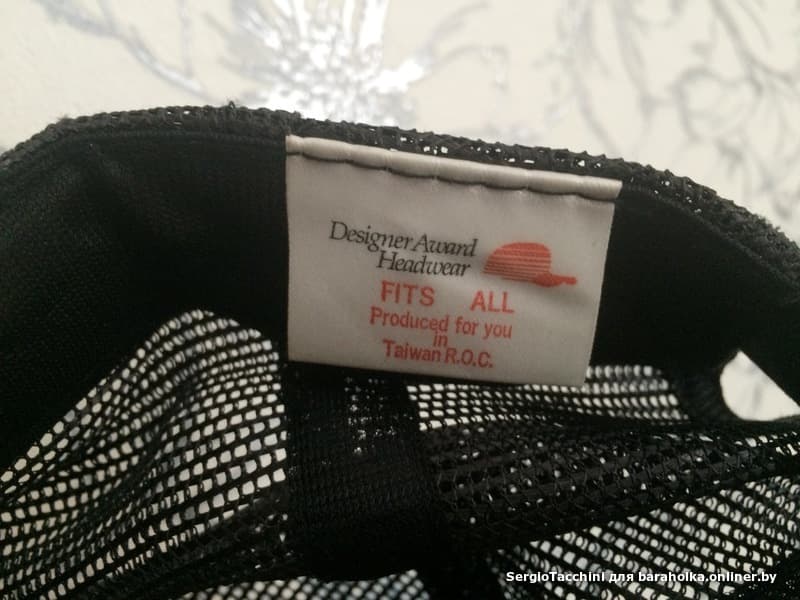 Designer Award
Headwear
FITS ALL
Produced for you
in
Taiwan R.O.C.
SergioTacchini для baraholka.onliner.by